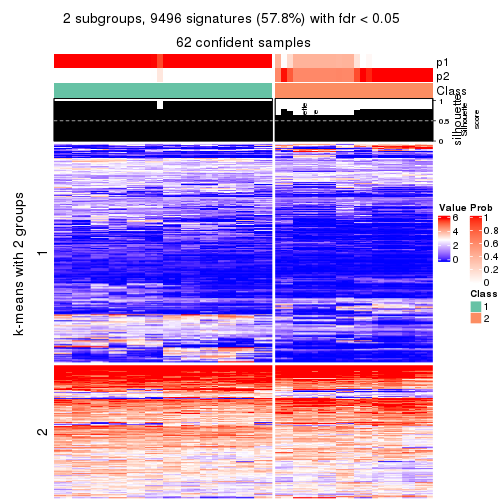 2 subgroups, 9496 signatures (57.8%) with fdr < 0.05
62 confident samples
p1
p2
Class
1
0.5
0
silhouette
Silhouette
score
k-means with 2 groups
1
2
Value
6
4
2
0
Prob
1
0.8
0.6
0.4
0.2
0
Class
1
2